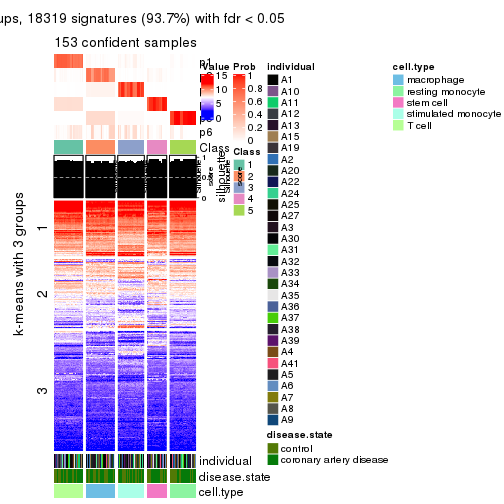 ups, 18319 signatures (93.7%) with fdr < 0.05
153 confident samples
p6
Class
Silhouette
score
silhouette
k-means with 3 groups
1
2
3
individual
disease.state
cell.type
Value
15
10
5
0
Prob
1
0.8
0.6
0.4
0.2
0
Class
1
2
3
4
5
individual
A1
A10
A11
A12
A13
A15
A19
A2
A20
A22
A24
A25
A27
A3
A30
A31
A32
A33
A34
A35
A36
A37
A38
A39
A4
A41
A5
A6
A7
A8
A9
disease.state
control
coronary artery disease
cell.type
macrophage
resting monocyte
stem cell
stimulated monocyte
T cell